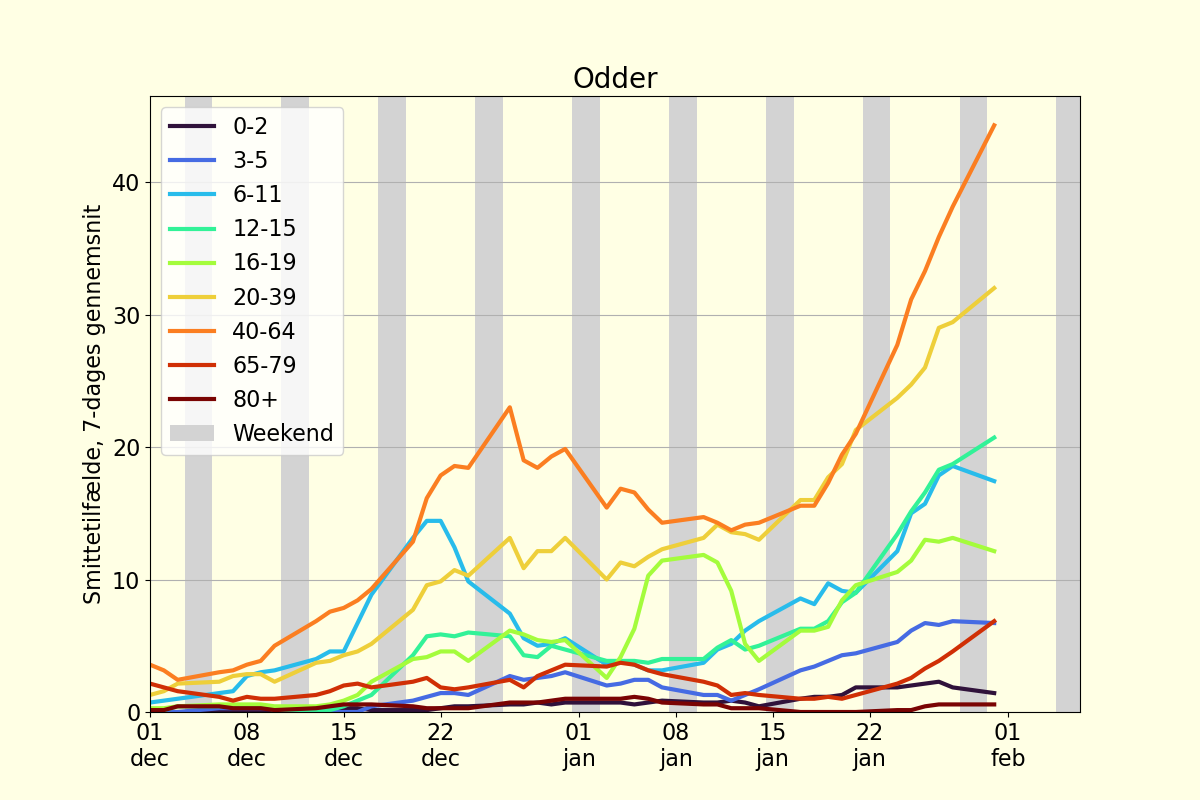 Odder
Smittetilfælde, 7-dages gennemsnit
40
30
20
10
0
0-2
3-5
6-11
12-15
16-19
20-39
40-64
65-79
80+
Weekend
01 08 15 22 01 08 15 22 01
dec dec dec dec jan jan jan jan feb